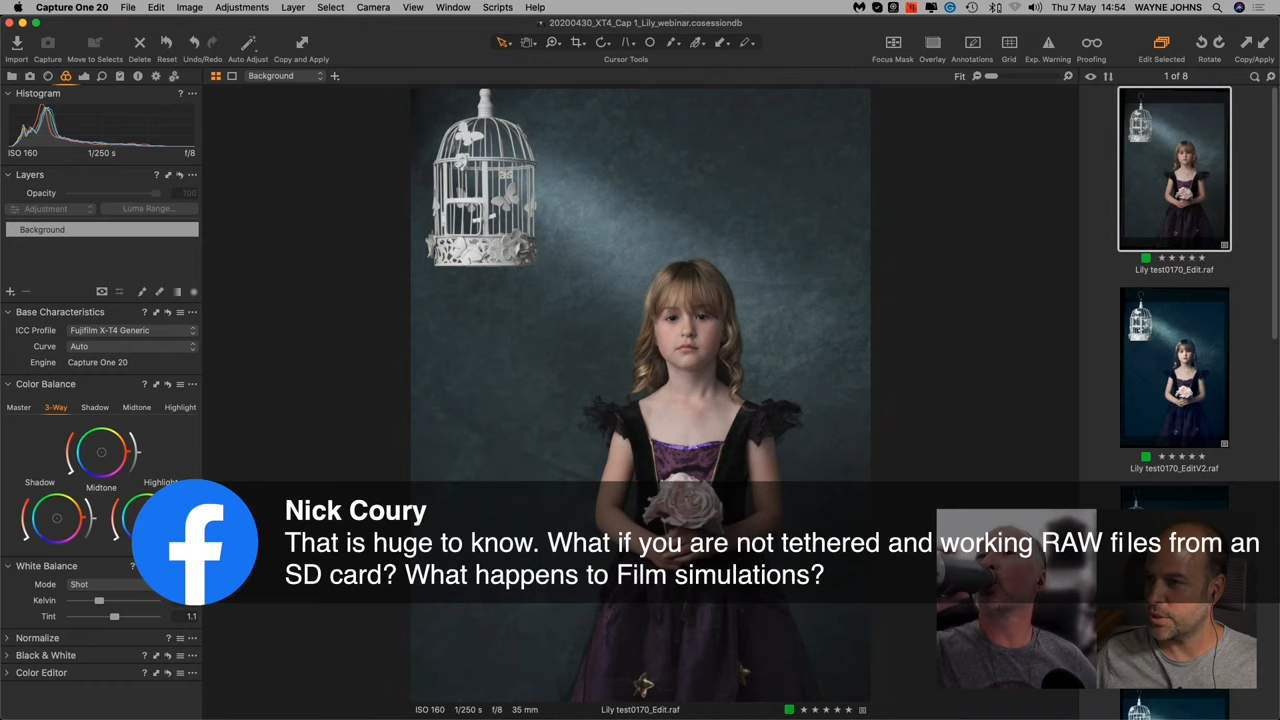 Capture One 20 File Edit Image Adjustments Layer Select Camera View Window Scripts Help Thu 7 May 14:54 WAYNE JOHNS
20200430_XT4_Cap 1_Lily_webinar.cosessiondb
Import Capture Move to Selects Delete Reset Undo/Redo Auto Adjust Copy and Apply Cursor Tools Focus Mask Overlay Annotations Grid Exp. Warning Proofing Edit Selected Rotate Copy/Apply
Background Fit 1 of 8
Histogram
ISO 160 1/250 s f/8
Layers
Opacity 100
Adjustment Luma Range...
Background
Base Characteristics
ICC Profile Fujifilm X-T4 Generic
Curve Auto
Engine Capture One 20
Color Balance
Master 3-Way Shadow Midtone Highlight
Shadow Midtone Highlight
White Balance
Mode Shot
Kelvin
Tint 1.1
Normalize
Black & White
Color Editor
Nick Coury
That is huge to know. What if you are not tethered and working RAW files from an
SD card? What happens to Film simulations?
Lily test0170_Edit.raf
Lily test0170_EditV2.raf
ISO 160 1/250 s f/8 35 mm Lily test0170_Edit.raf